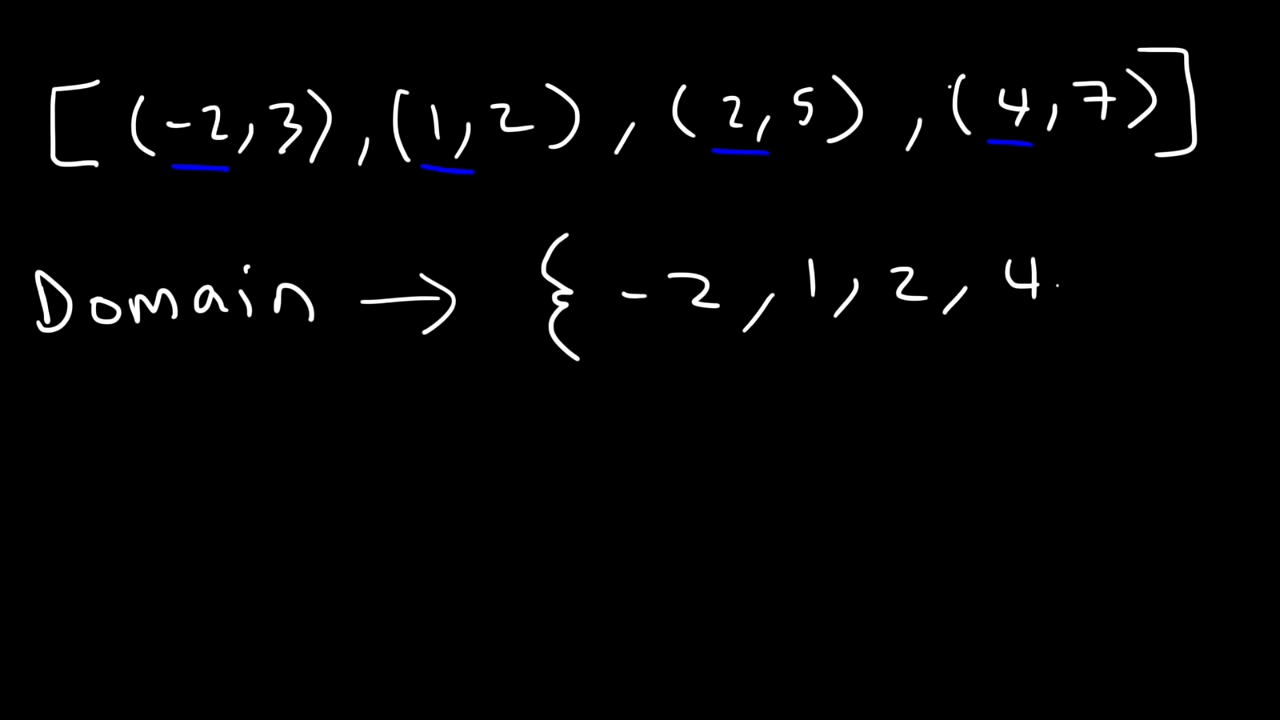 [(-2,3),(1,2),(2,5),(4,7)]
Domain → {-2,1,2,4